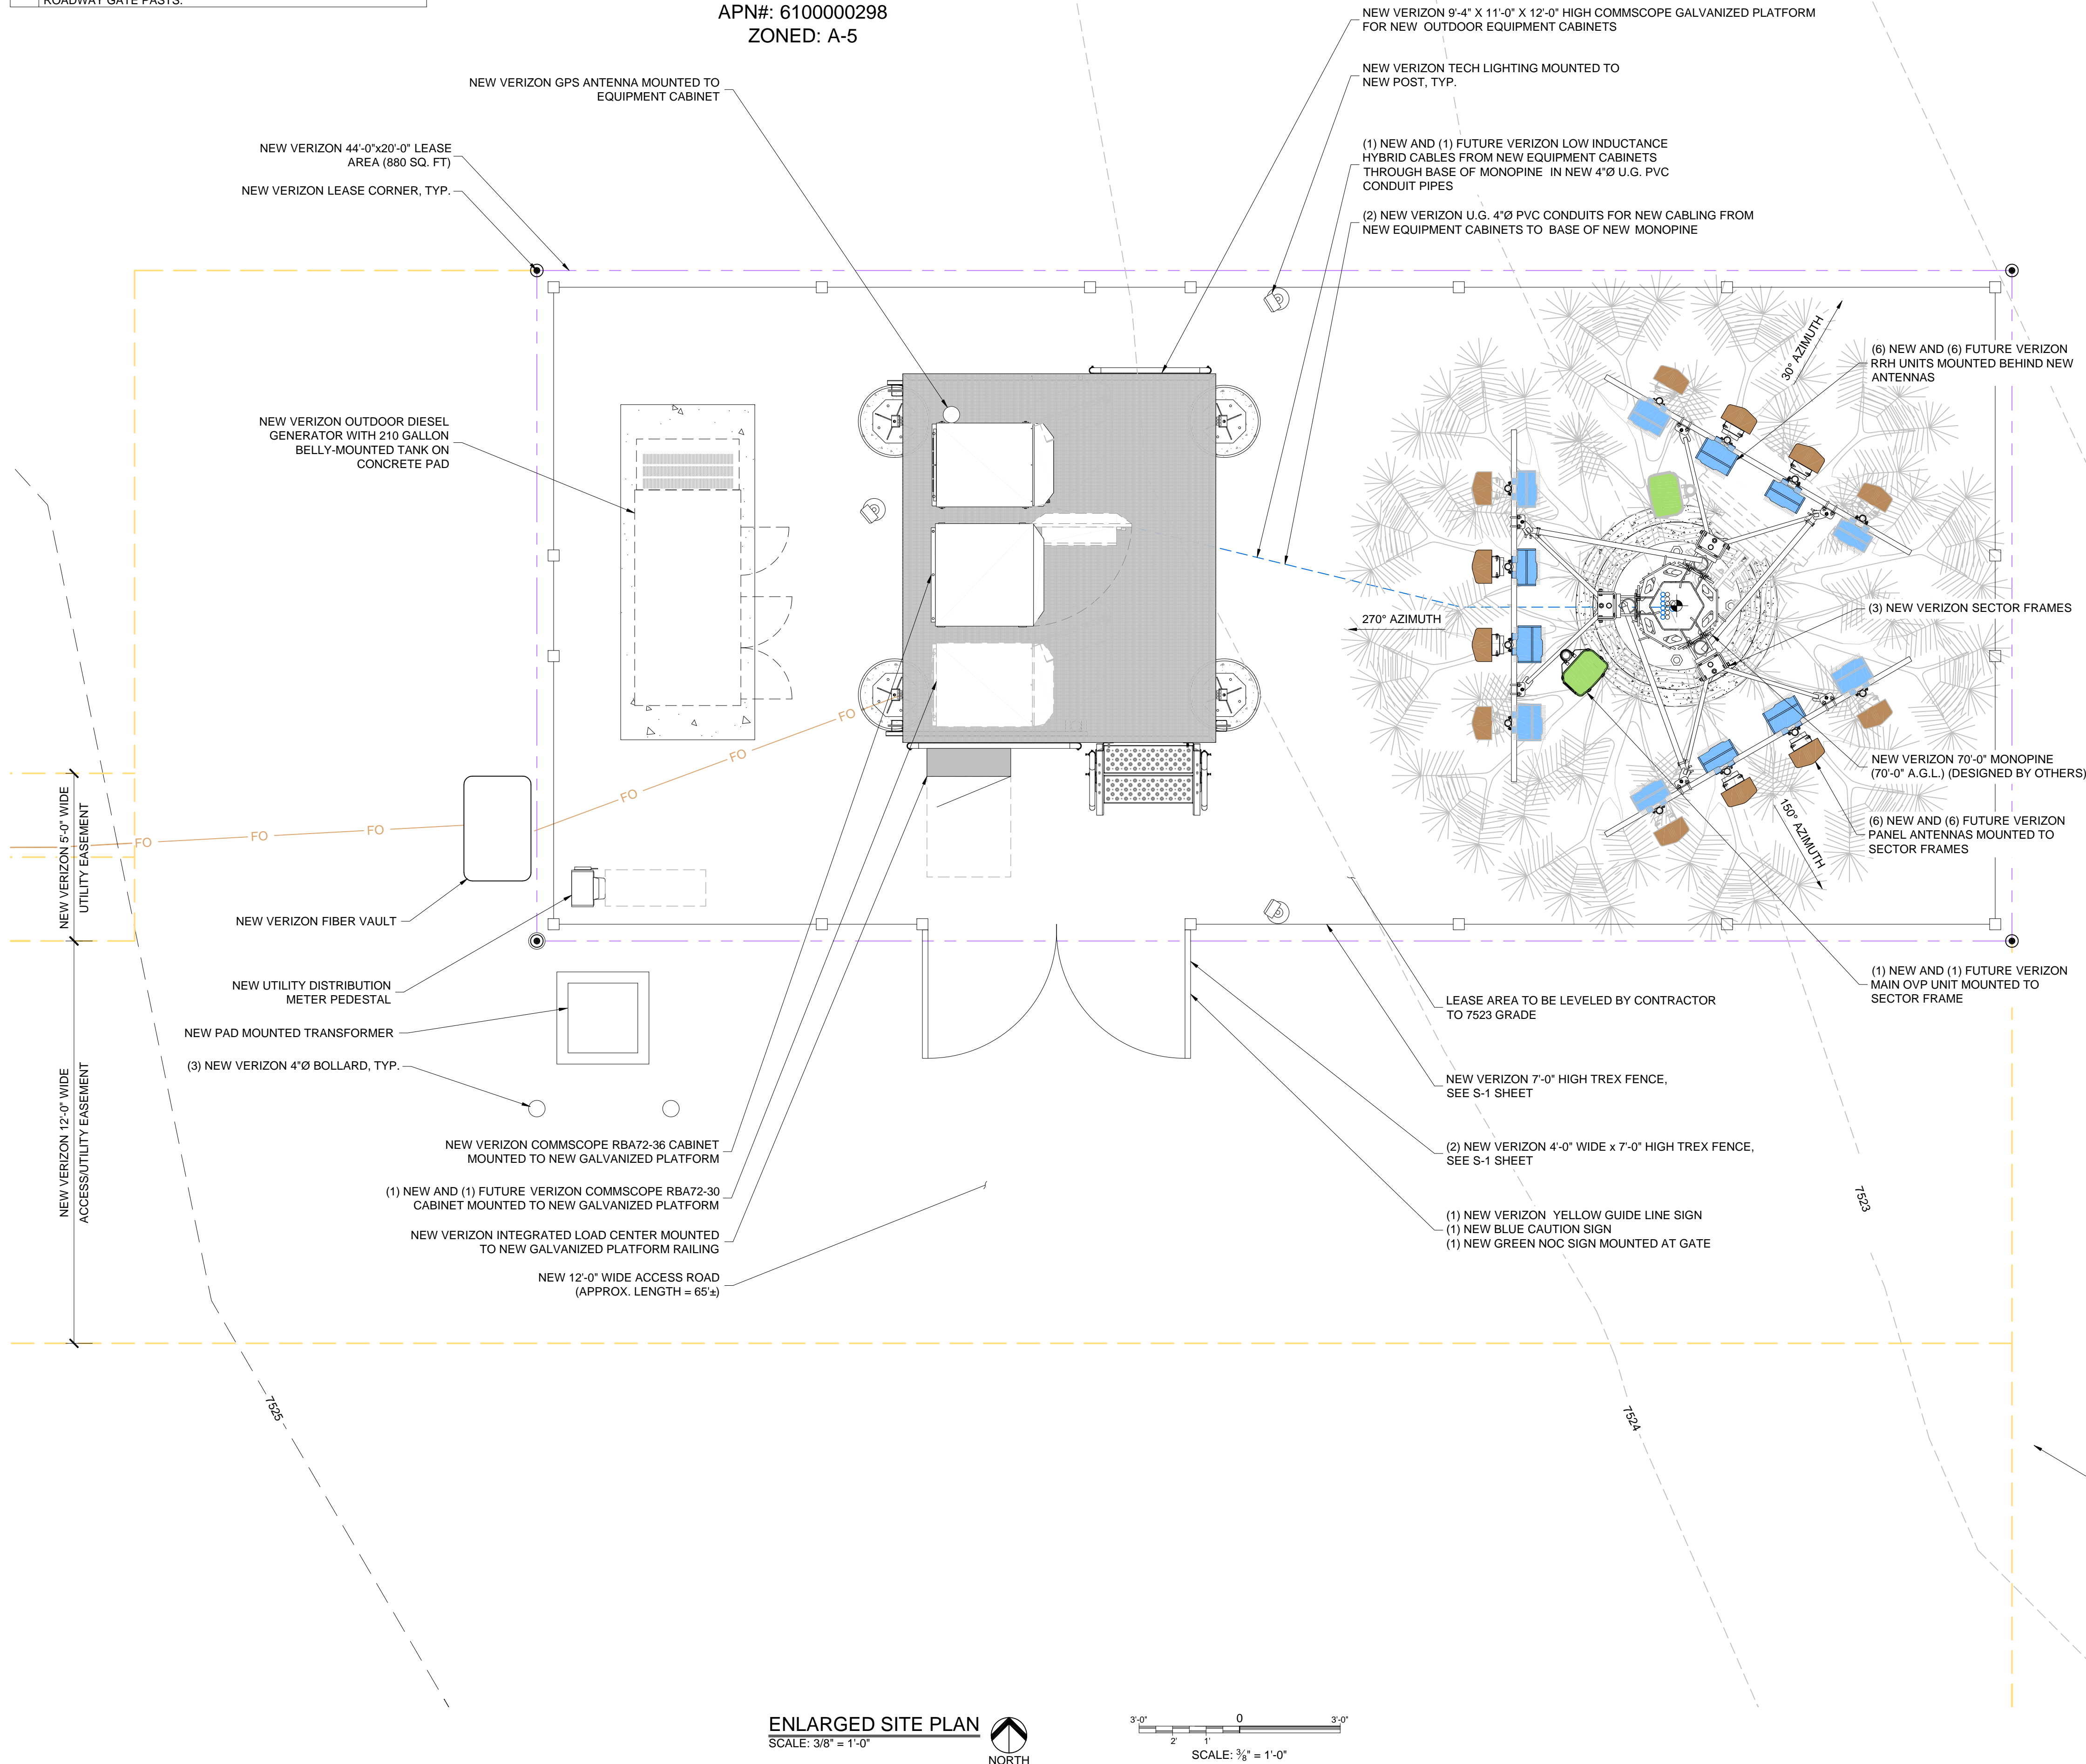 ROADWAY GATE PASTS.
APN#: 6100000298
ZONED: A-5
NEW VERIZON 9'-4" X 11'-0" X 12'-0" HIGH COMMSCOPE GALVANIZED PLATFORM
FOR NEW OUTDOOR EQUIPMENT CABINETS
NEW VERIZON TECH LIGHTING MOUNTED TO
NEW POST, TYP.
NEW VERIZON GPS ANTENNA MOUNTED TO
EQUIPMENT CABINET
NEW VERIZON 44'-0"x20'-0" LEASE
AREA (880 SQ. FT)
NEW VERIZON LEASE CORNER, TYP.
(1) NEW AND (1) FUTURE VERIZON LOW INDUCTANCE
HYBRID CABLES FROM NEW EQUIPMENT CABINETS
THROUGH BASE OF MONOPINE IN NEW 4"Ø U.G. PVC
CONDUIT PIPES
(2) NEW VERIZON U.G. 4"Ø PVC CONDUITS FOR NEW CABLING FROM
NEW EQUIPMENT CABINETS TO BASE OF NEW MONOPINE
30° AZIMUTH
(6) NEW AND (6) FUTURE VERIZON
RRH UNITS MOUNTED BEHIND NEW
ANTENNAS
NEW VERIZON OUTDOOR DIESEL
GENERATOR WITH 210 GALLON
BELLY-MOUNTED TANK ON
CONCRETE PAD
270° AZIMUTH
(3) NEW VERIZON SECTOR FRAMES
NEW VERIZON 70'-0" MONOPINE
(70'-0" A.G.L.) (DESIGNED BY OTHERS)
150° AZIMUTH
(6) NEW AND (6) FUTURE VERIZON
PANEL ANTENNAS MOUNTED TO
SECTOR FRAMES
FO
FO
FO
FO
FO
FO
NEW VERIZON 5'-0" WIDE
UTILITY EASEMENT
NEW VERIZON FIBER VAULT
NEW UTILITY DISTRIBUTION
METER PEDESTAL
NEW PAD MOUNTED TRANSFORMER
(3) NEW VERIZON 4"Ø BOLLARD, TYP.
NEW VERIZON 12'-0" WIDE
ACCESS/UTILITY EASEMENT
(1) NEW AND (1) FUTURE VERIZON
MAIN OVP UNIT MOUNTED TO
SECTOR FRAME
LEASE AREA TO BE LEVELED BY CONTRACTOR
TO 7523 GRADE
NEW VERIZON 7'-0" HIGH TREX FENCE,
SEE S-1 SHEET
NEW VERIZON COMMSCOPE RBA72-36 CABINET
MOUNTED TO NEW GALVANIZED PLATFORM
(2) NEW VERIZON 4'-0" WIDE x 7'-0" HIGH TREX FENCE,
SEE S-1 SHEET
(1) NEW AND (1) FUTURE VERIZON COMMSCOPE RBA72-30
CABINET MOUNTED TO NEW GALVANIZED PLATFORM
(1) NEW VERIZON YELLOW GUIDE LINE SIGN
(1) NEW BLUE CAUTION SIGN
(1) NEW GREEN NOC SIGN MOUNTED AT GATE
NEW VERIZON INTEGRATED LOAD CENTER MOUNTED
TO NEW GALVANIZED PLATFORM RAILING
NEW 12'-0" WIDE ACCESS ROAD
(APPROX. LENGTH = 65'±)
7523
7525
7524
ENLARGED SITE PLAN
SCALE: 3/8" = 1'-0"
NORTH
3'-0"
0
3'-0"
2'
1'
SCALE: 3/8" = 1'-0"